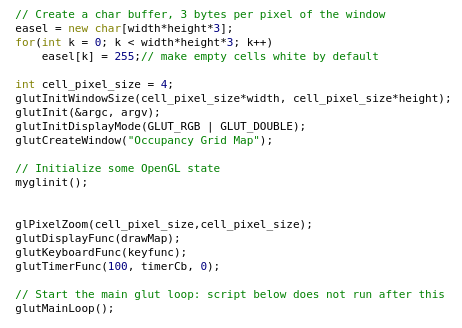 // Create a char buffer, 3 bytes per pixel of the window
easel = new char[width*height*3];
for(int k = 0; k < width*height*3; k++)
    easel[k] = 255;// make empty cells white by default

int cell_pixel_size = 4;
glutInitWindowSize(cell_pixel_size*width, cell_pixel_size*height);
glutInit(&argc, argv);
glutInitDisplayMode(GLUT_RGB | GLUT_DOUBLE);
glutCreateWindow("Occupancy Grid Map");

// Initialize some OpenGL state
myglinit();


glPixelZoom(cell_pixel_size,cell_pixel_size);
glutDisplayFunc(drawMap);
glutKeyboardFunc(keyfunc);
glutTimerFunc(100, timerCb, 0);

// Start the main glut loop: script below does not run after this
glutMainLoop();